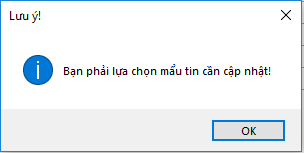 Lưu ý!
Bạn phải lựa chọn mẩu tin cần cập nhật!
OK